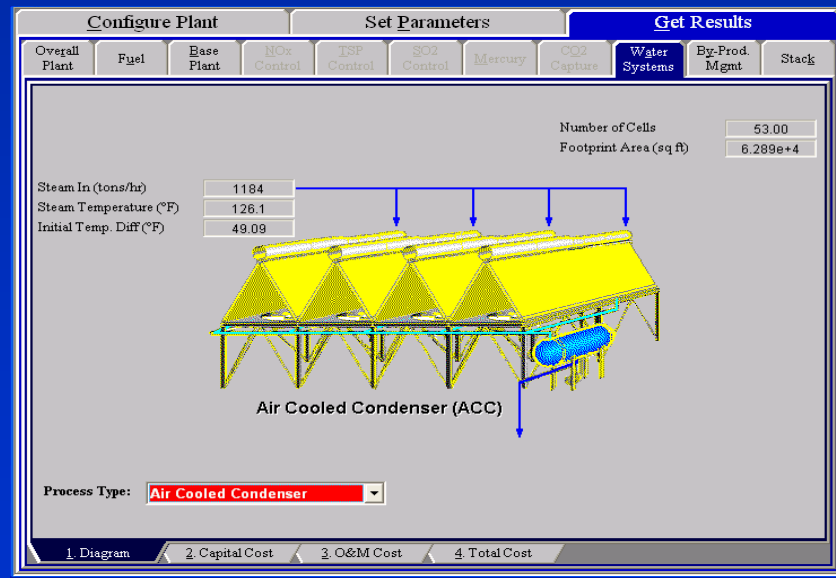 Configure Plant
Set Parameters
Get Results
Overall Plant
Fuel
Base Plant
NOx Control
TSP Control
SO2 Control
Mercury
CO2 Capture
Water Systems
By-Prod. Mgmt
Stack
Number of Cells 53.00
Footprint Area (sq ft) 6.289e+4
Steam In (tons/hr) 1184
Steam Temperature (°F) 126.1
Initial Temp. Diff (°F) 49.09
Air Cooled Condenser (ACC)
Process Type: Air Cooled Condenser
1. Diagram
2. Capital Cost
3. O&M Cost
4. Total Cost